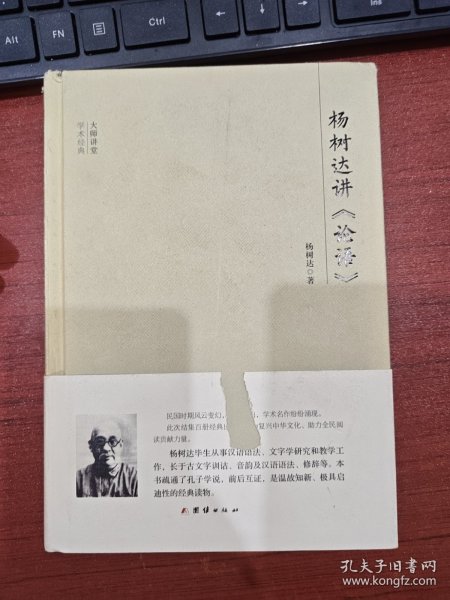 Alt
FN
Ctrl
大师讲堂
学术经典
杨树达讲《论语》
杨树达◎著
民国时期风云变幻，
，学术名作纷纷涌现。
此次结集百册经典
复兴中华文化、助力全民阅
读贡献力量。
杨树达毕生从事汉语语法、文字学研究和教学工
作，长于古文字训诂、音韵及汉语语法、修辞等。本
书疏通了孔子学说，前后互证，是温故知新、极具启
迪性的经典读物。
团结出版社
孔夫子旧书网
www.kongfz.com